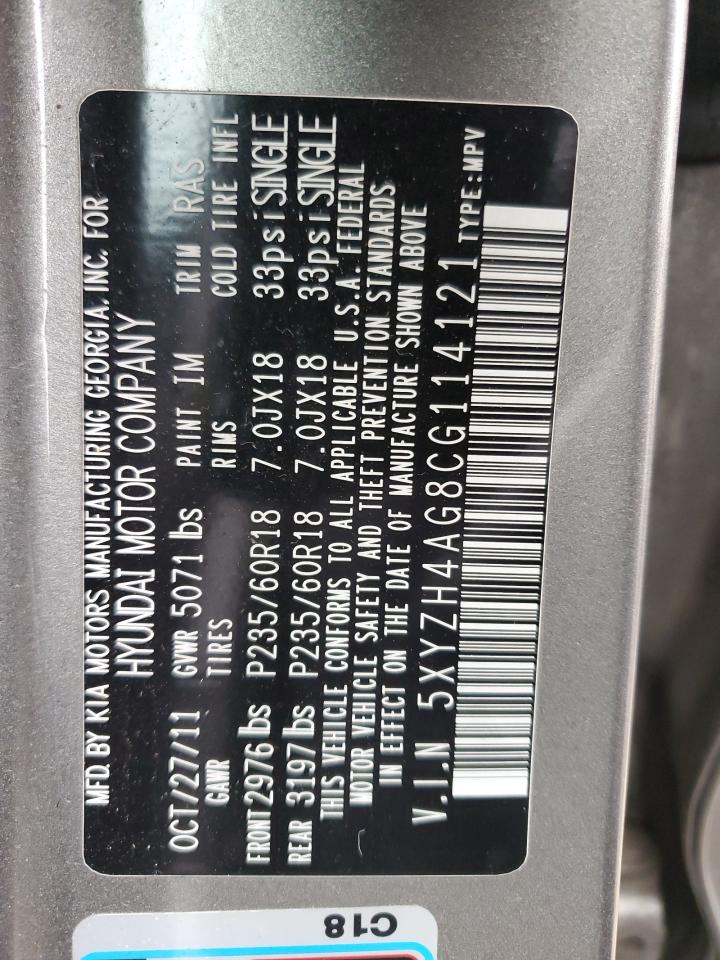 MFD. BY KIA MOTORS MANUFACTURING GEORGIA, INC. FOR
HYUNDAI MOTOR COMPANY
OCT/27/11 GVWR 5071 lbs PAINT IM TRIM RAS
GAWR TIRES RIMS COLD TIRE INFL
FRONT 2976 lbs P235/60R18 7.0JX18 33psi SINGLE
REAR 3197 lbs P235/60R18 7.0JX18 33psi SINGLE
THIS VEHICLE CONFORMS TO ALL APPLICABLE U.S.A. FEDERAL
MOTOR VEHICLE SAFETY AND THEFT PREVENTION STANDARDS
IN EFFECT ON THE DATE OF MANUFACTURE SHOWN ABOVE
V.I.N 5XYZH4AG8CG114121 TYPE:MPV
C18